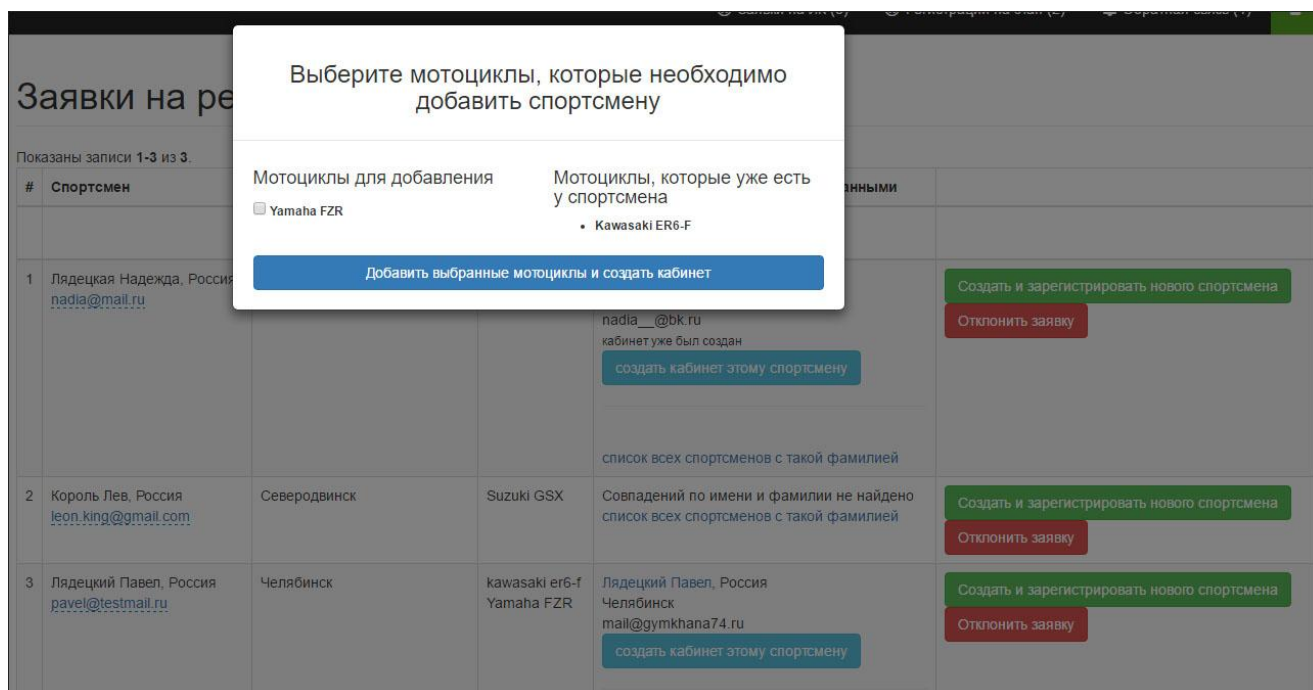 Выберите мотоциклы, которые необходимо
добавить спортсмену
Заявки на ре
Показаны записи 1-3 из 3.
# Спортсмен
Мотоциклы для добавления
Yamaha FZR
Мотоциклы, которые уже есть
у спортсмена
• Kawasaki ER6-F
Добавить выбранные мотоциклы и создать кабинет
1 Лядецкая Надежда, Россия
nadia@mail.ru
nadia__@bk.ru
кабинет уже был создан
создать кабинет этому спортсмену
список всех спортсменов с такой фамилией
Создать и зарегистрировать нового спортсмена
Отклонить заявку
2 Король Лев, Россия
leon.king@gmail.com
Северодвинск
Suzuki GSX
Совпадений по имени и фамилии не найдено
список всех спортсменов с такой фамилией
Создать и зарегистрировать нового спортсмена
Отклонить заявку
3 Лядецкий Павел, Россия
pavel@testmail.ru
Челябинск
kawasaki er6-f
Yamaha FZR
Лядецкий Павел, Россия
Челябинск
mail@gymkhana74.ru
создать кабинет этому спортсмену
Создать и зарегистрировать нового спортсмена
Отклонить заявку